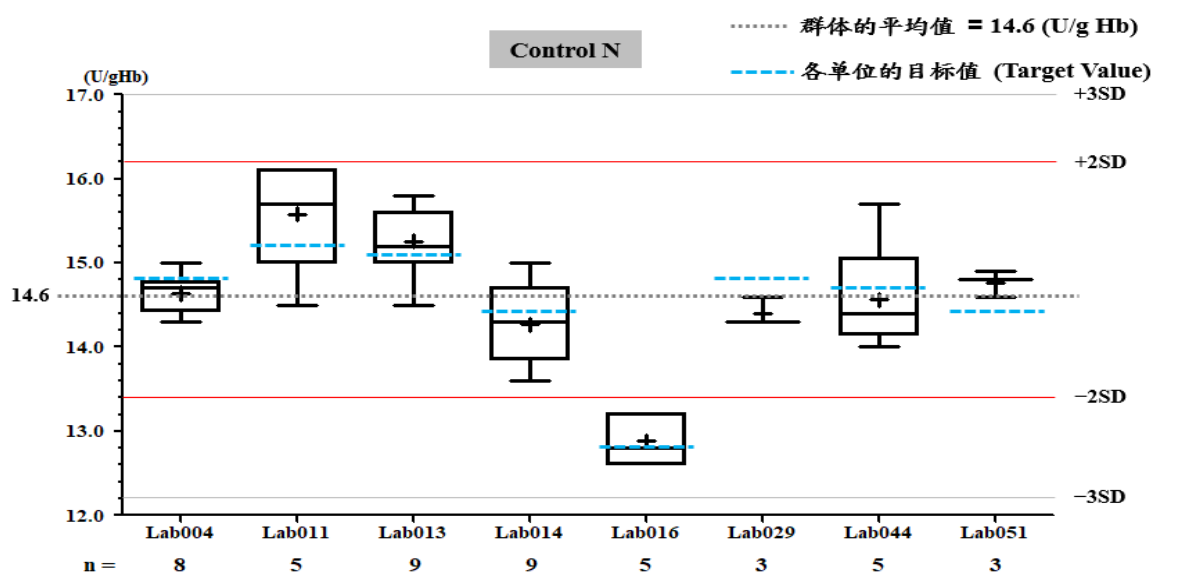 群体的平均值 = 14.6 (U/g Hb)
Control N
各单位的目标值 (Target Value)
(U/gHb)
17.0
+3SD
+2SD
16.0
15.0
14.6
14.0
−2SD
13.0
−3SD
12.0
Lab004 Lab011 Lab013 Lab014 Lab016 Lab029 Lab044 Lab051
n = 8 5 9 9 5 3 5 3